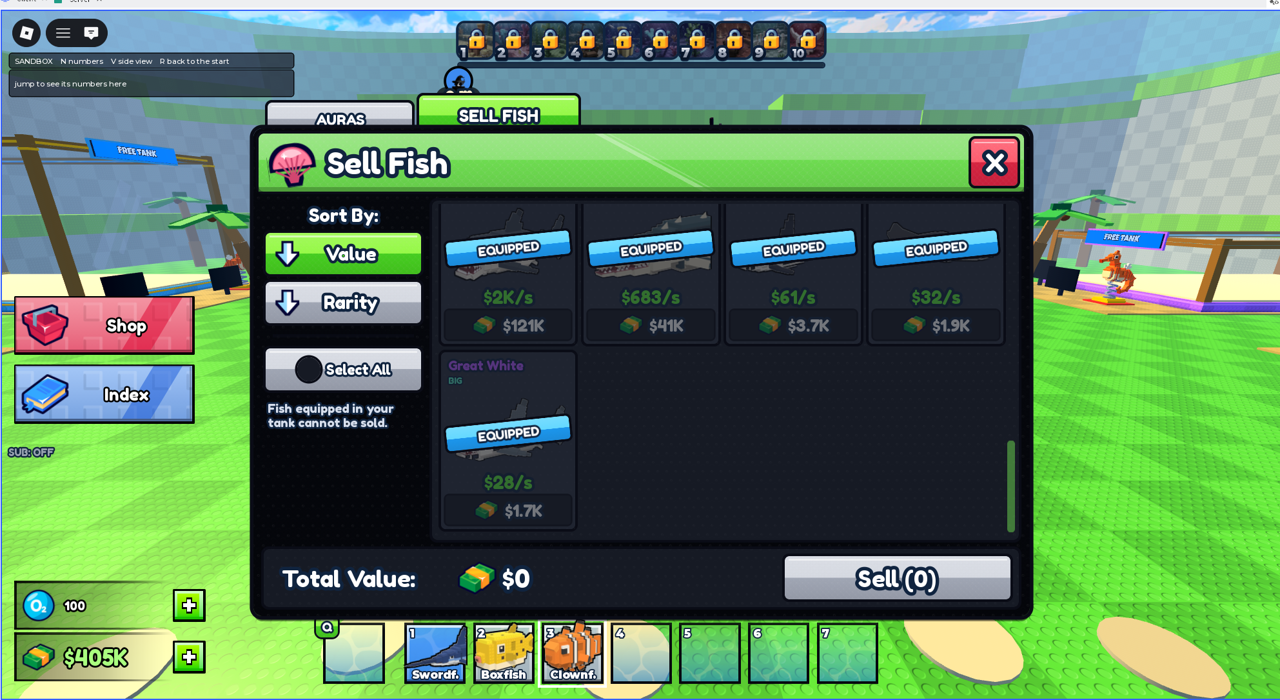 1 2 3 4 5 6 7 8 9 10
SANDBOX N numbers V side view R back to the start
jump to see its numbers here
AURAS
SELL FISH
FREE TANK
Sell Fish
Sort By:
Value
Rarity
Select All
Fish equipped in your
tank cannot be sold.
EQUIPPED
$2K/s
$121K
EQUIPPED
$683/s
$41K
EQUIPPED
$61/s
$3.7K
EQUIPPED
$32/s
$1.9K
Great White
BIG
EQUIPPED
$28/s
$1.7K
FREE TANK
Shop
Index
SUB: OFF
Total Value:
$0
Sell (0)
O2
100
$405K
Q
1
Swordf.
2
Boxfish
3
Clownf.
4
5
6
7